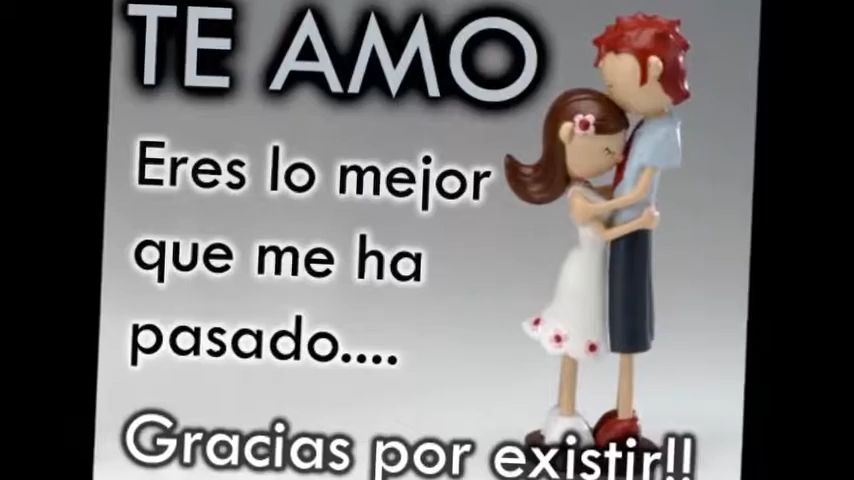 TE AMO
Eres lo mejor
que me ha
pasado....
Gracias por existir!!